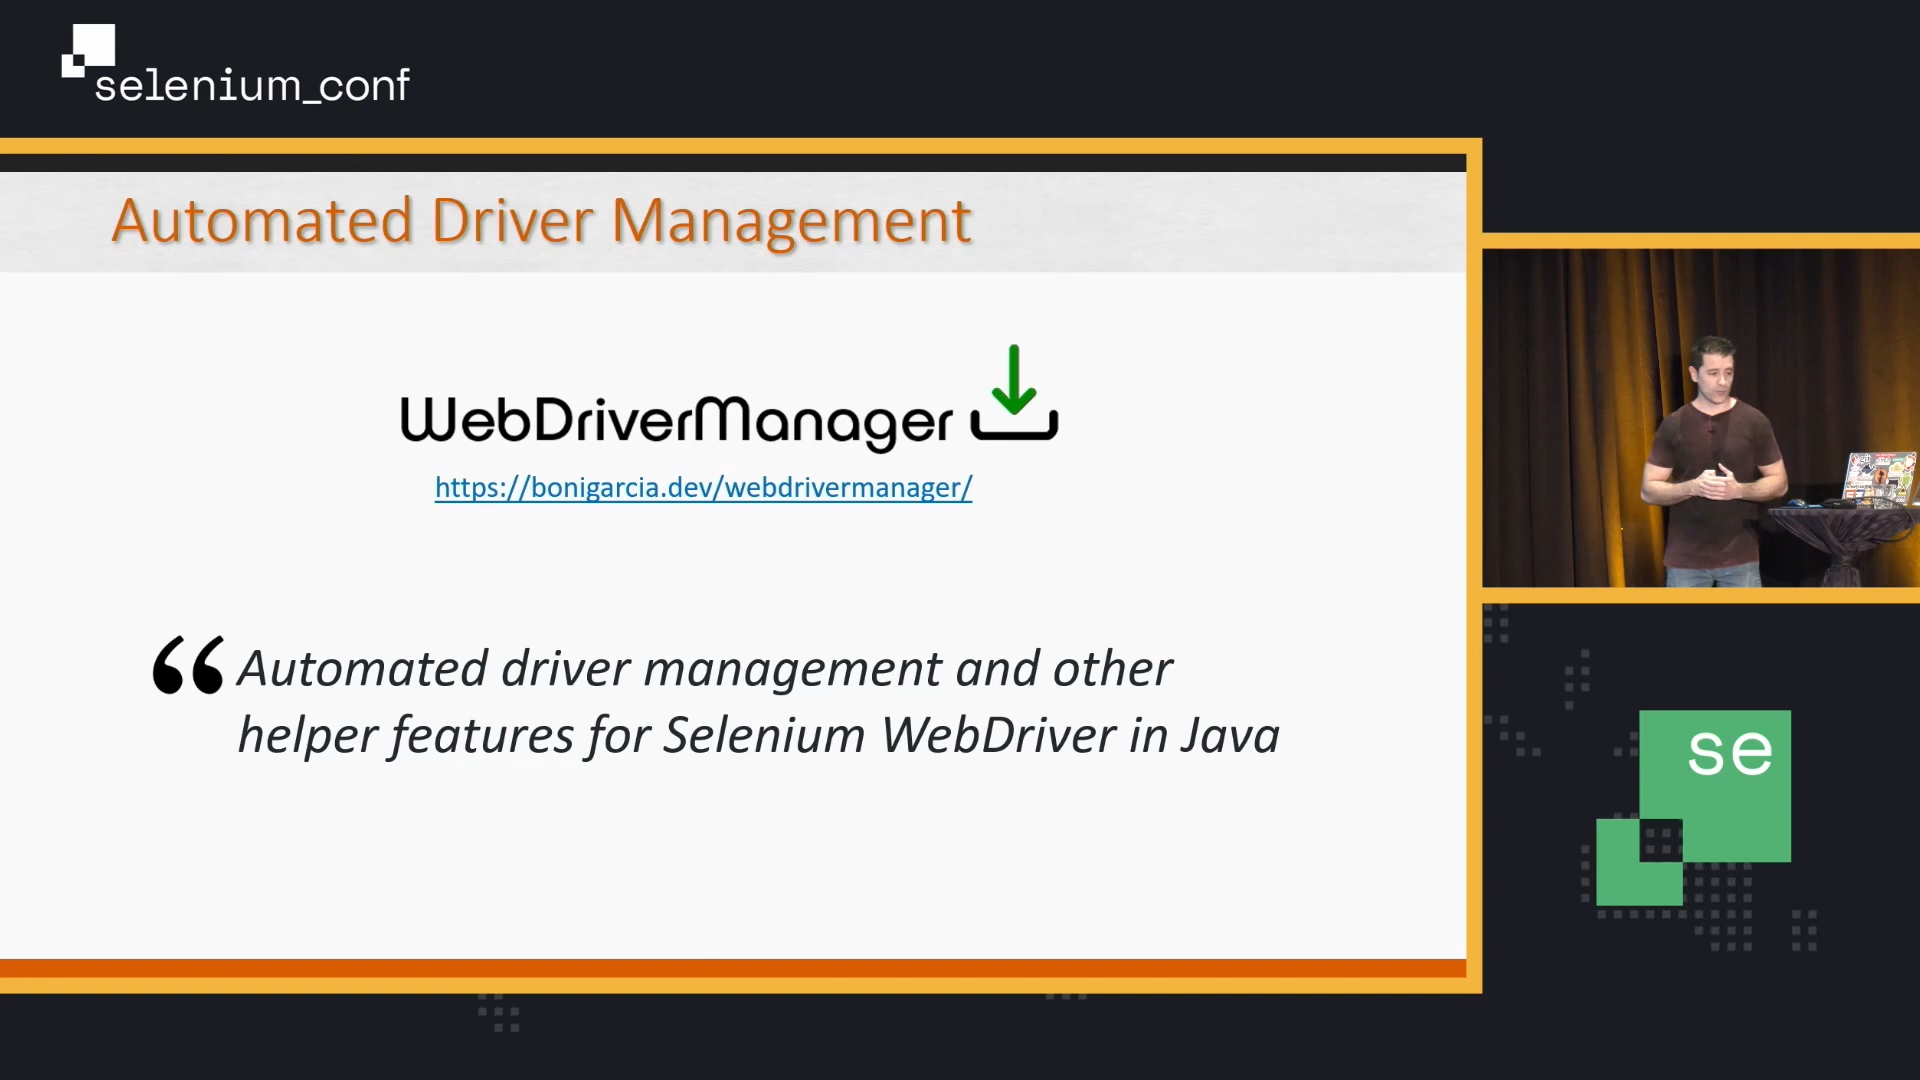 selenium_conf
Automated Driver Management
WebDriverManager
https://bonigarcia.dev/webdrivermanager/
“Automated driver management and other
helper features for Selenium WebDriver in Java
se